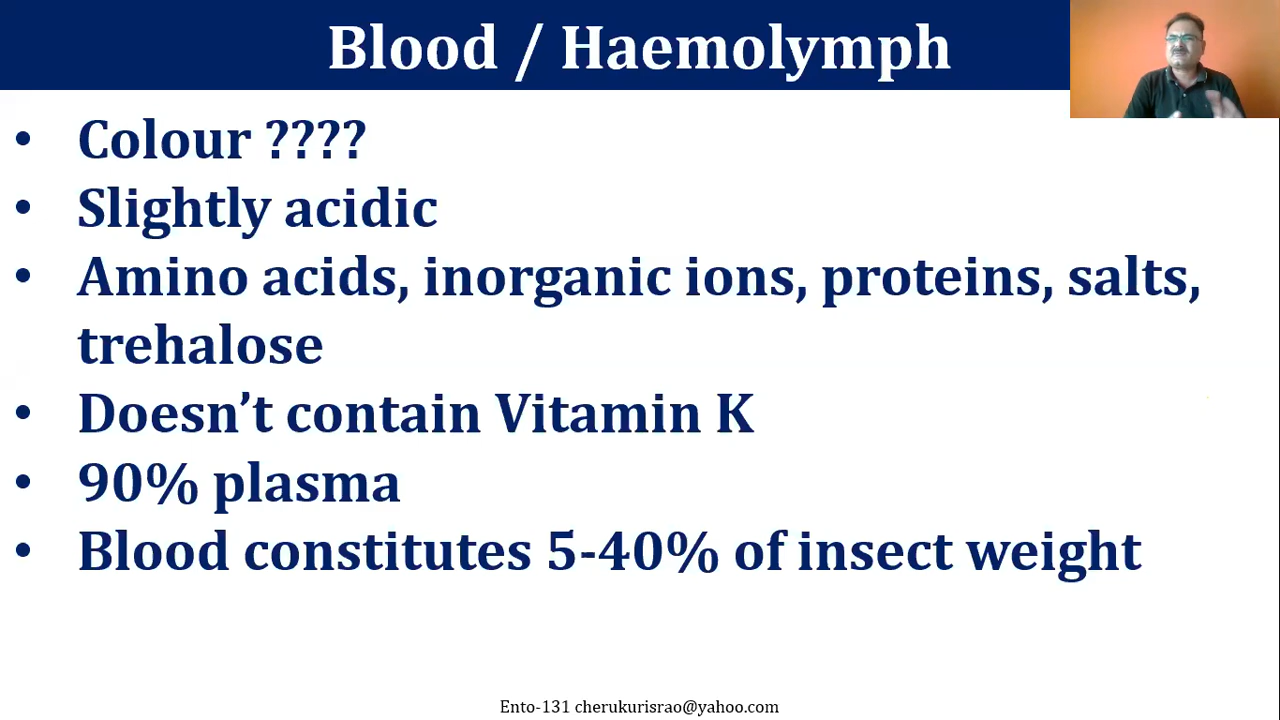 Blood / Haemolymph
• Colour ????
• Slightly acidic
• Amino acids, inorganic ions, proteins, salts,
trehalose
• Doesn’t contain Vitamin K
• 90% plasma
• Blood constitutes 5-40% of insect weight
Ento-131 cherukurisrao@yahoo.com